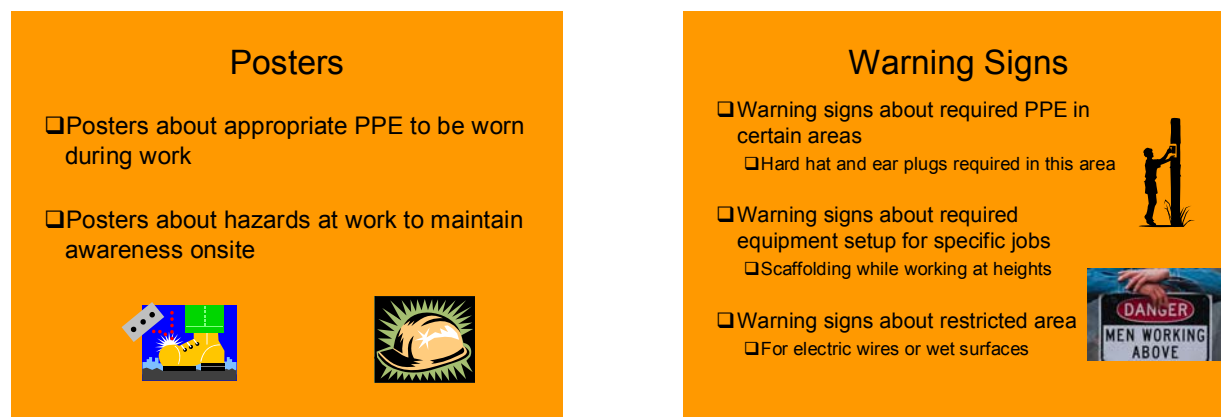 Posters
❑Posters about appropriate PPE to be worn
during work
❑Posters about hazards at work to maintain
awareness onsite
Warning Signs
❑Warning signs about required PPE in
certain areas
❑Hard hat and ear plugs required in this area
❑Warning signs about required
equipment setup for specific jobs
❑Scaffolding while working at heights
❑Warning signs about restricted area
❑For electric wires or wet surfaces
DANGER
MEN WORKING
ABOVE